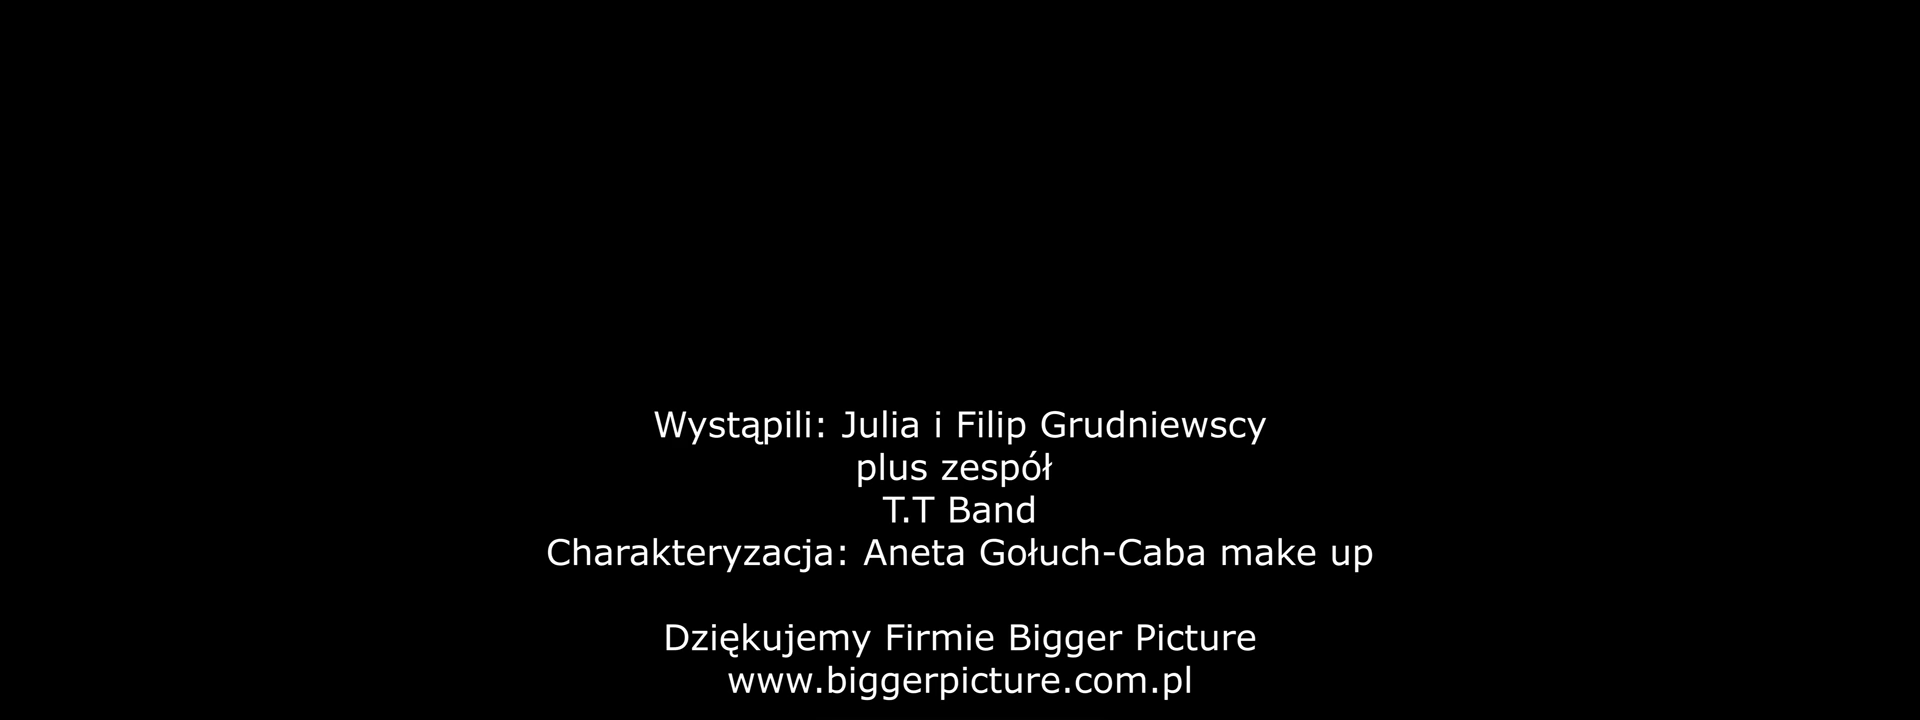 Wystąpili: Julia i Filip Grudniewscy
plus zespół
T.T Band
Charakteryzacja: Aneta Gołuch-Caba make up
Dziękujemy Firmie Bigger Picture
www.biggerpicture.com.pl